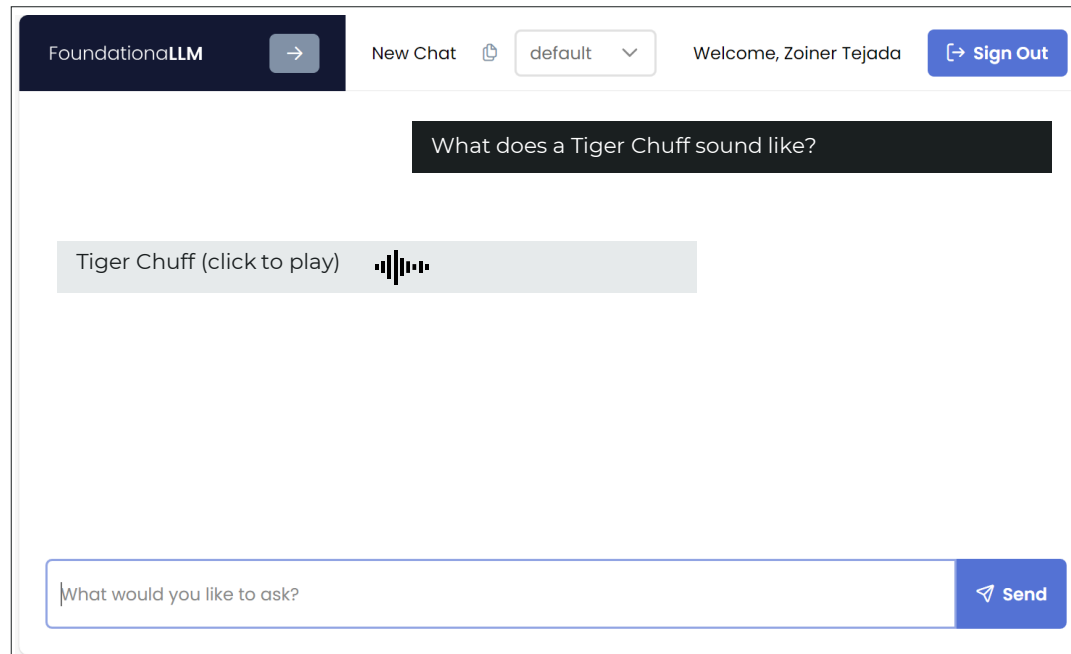 FoundationaLLM
New Chat
default
Welcome, Zoiner Tejada
Sign Out
What does a Tiger Chuff sound like?
Tiger Chuff (click to play)
What would you like to ask?
Send